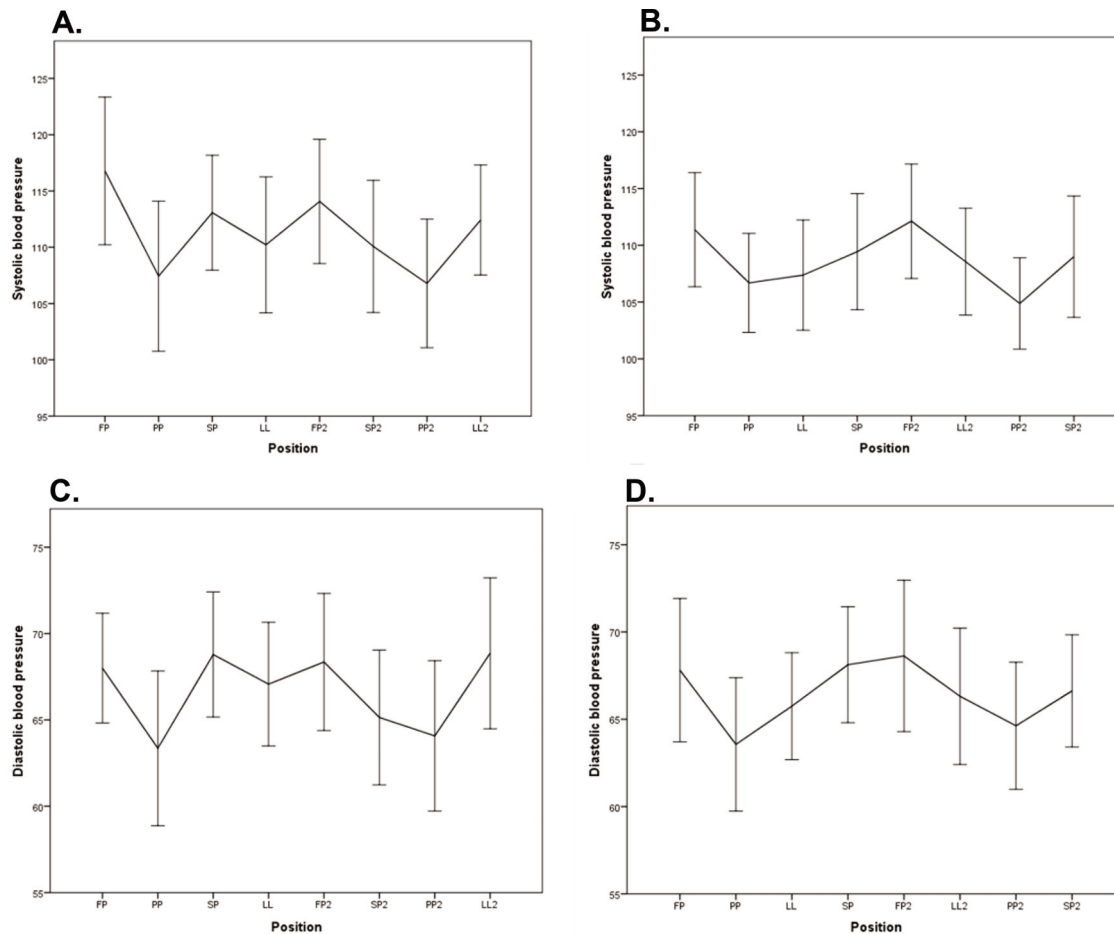 A.
125
120
115
110
105
100
95
Systolic blood pressure
FP PP SP LL FP2 SP2 PP2 LL2
Position
B.
125
120
115
110
105
100
95
Systolic blood pressure
FP PP LL SP FP2 LL2 PP2 SP2
Position
C.
75
70
65
60
55
Diastolic blood pressure
FP PP SP LL FP2 SP2 PP2 LL2
Position
D.
75
70
65
60
55
Diastolic blood pressure
FP PP LL SP FP2 LL2 PP2 SP2
Position